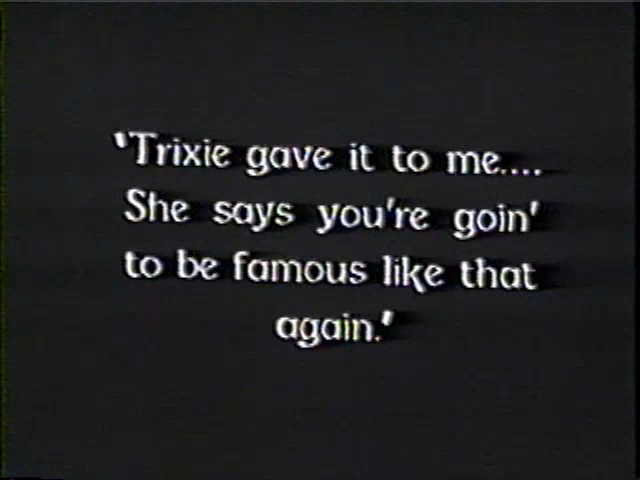 'Trixie gave it to me....
She says you're goin'
to be famous like that
again.'